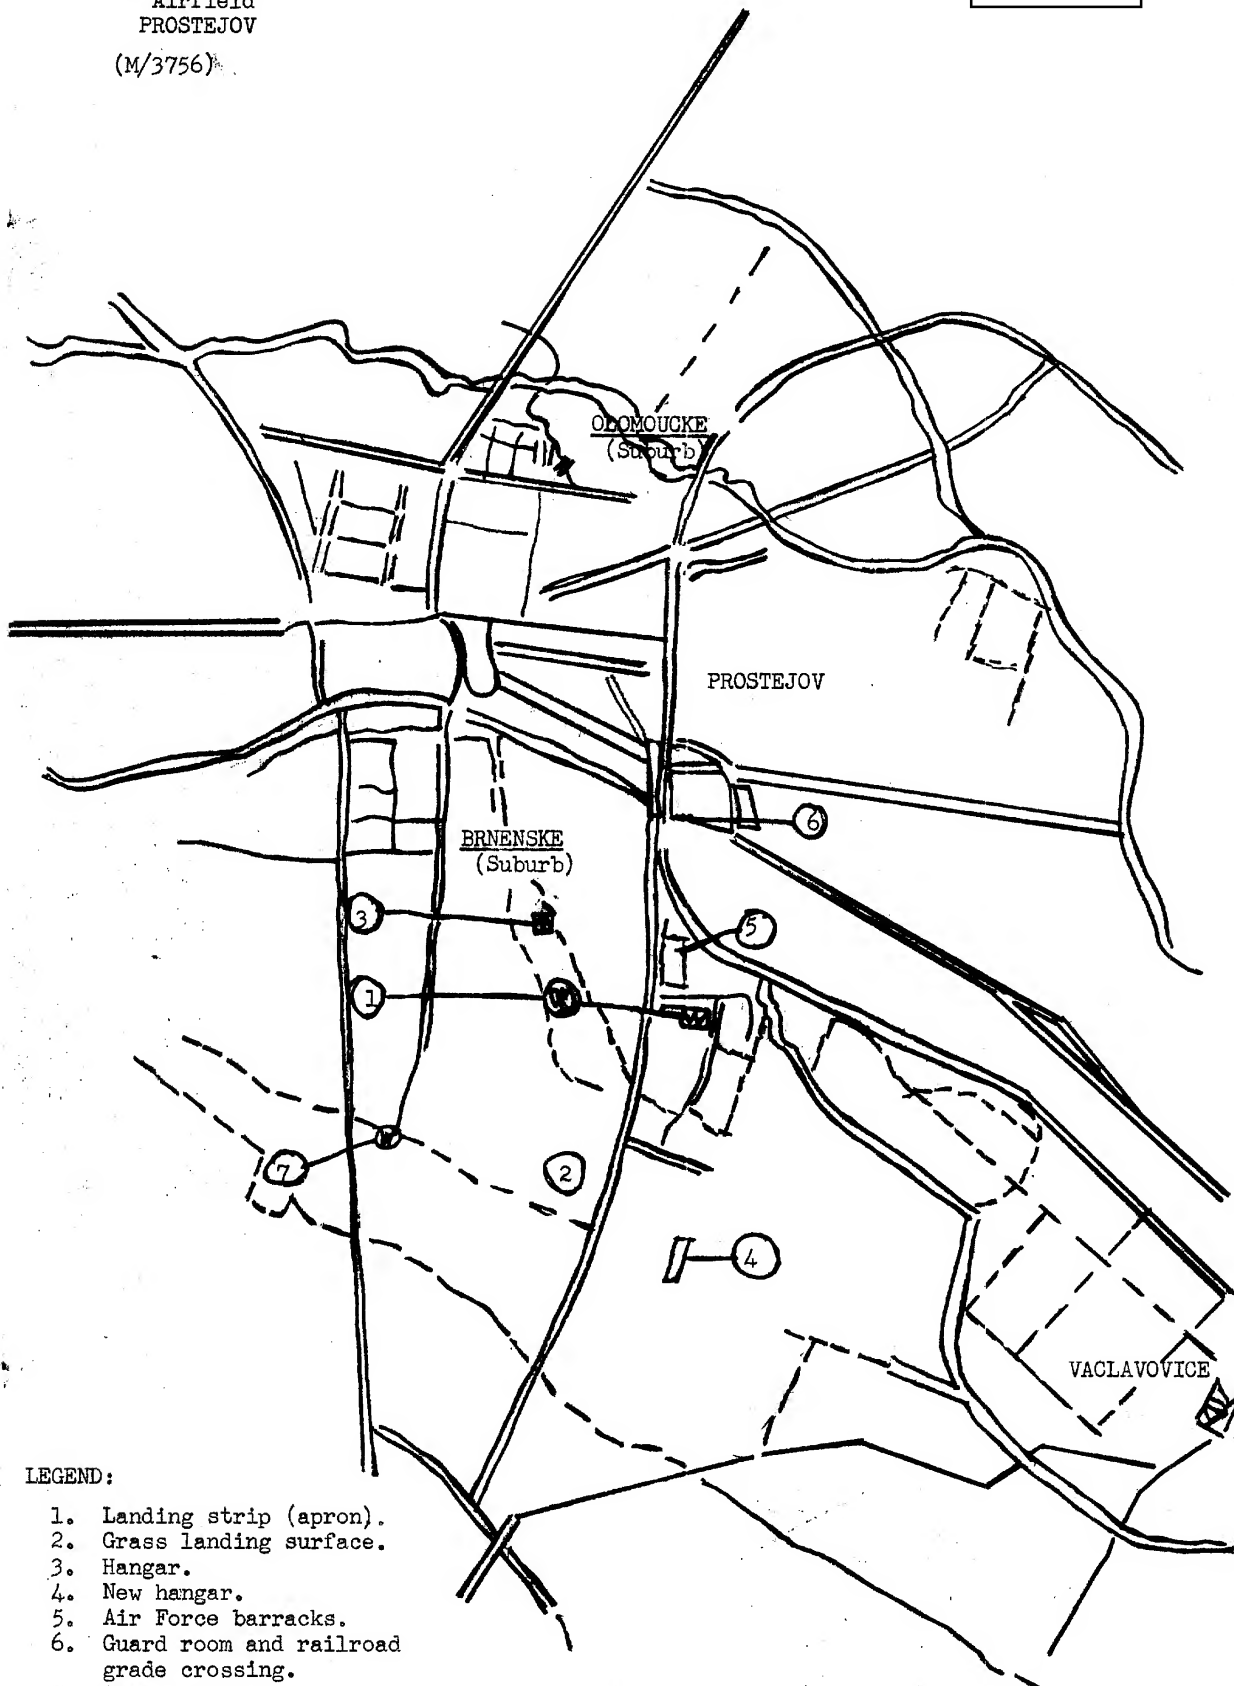 Airfield
PROSTEJOV
(M/3756)
OLOMOUCKE
(Suburb)
PROSTEJOV
6
BRNENSKE
(Suburb)
3
5
1
7
2
4
VACLAVOVICE
LEGEND:
1. Landing strip (apron).
2. Grass landing surface.
3. Hangar.
4. New hangar.
5. Air Force barracks.
6. Guard room and railroad
grade crossing.